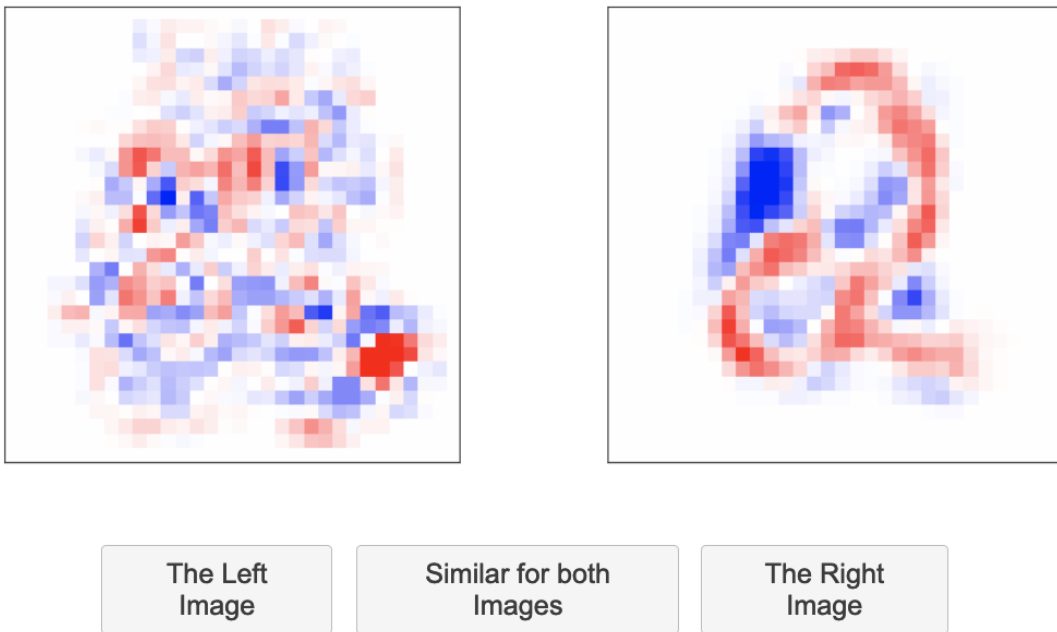 The Left
Image
Similar for both
Images
The Right
Image